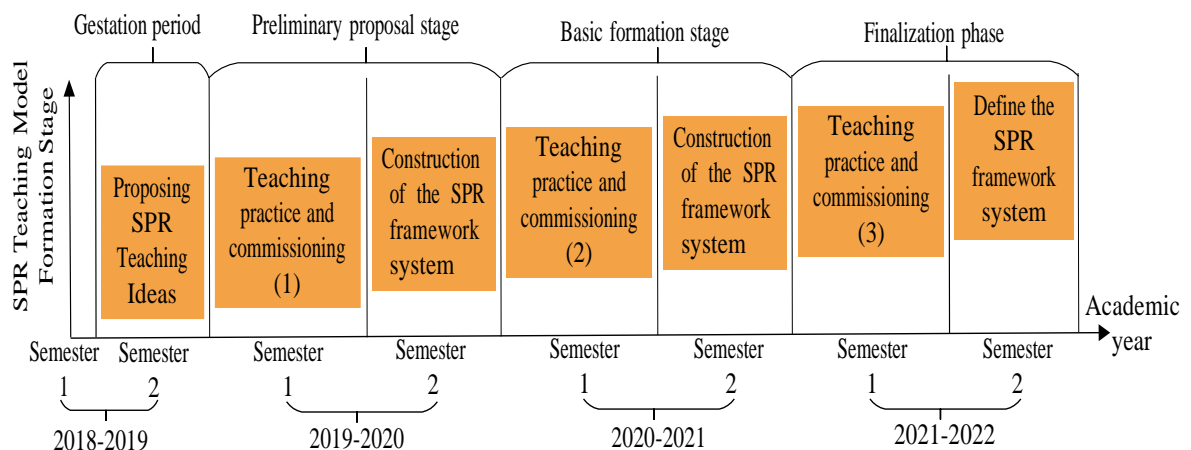 Gestation period
Preliminary proposal stage
Basic formation stage
Finalization phase
SPR Teaching Model
Formation Stage
Proposing
SPR
Teaching
Ideas
Teaching
practice and
commissioning
(1)
Construction
of the SPR
framework
system
Teaching
practice and
commissioning
(2)
Construction
of the SPR
framework
system
Teaching
practice and
commissioning
(3)
Define the
SPR
framework
system
Academic
year
Semester
1
Semester
2
Semester
1
Semester
2
Semester
1
Semester
2
Semester
1
Semester
2
2018-2019
2019-2020
2020-2021
2021-2022